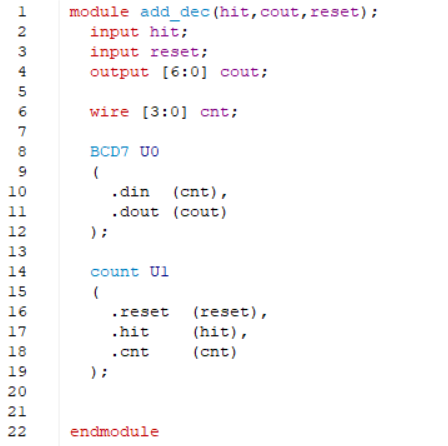 1 module add_dec(hit,cout,reset);
2 input hit;
3 input reset;
4 output [6:0] cout;
5
6 wire [3:0] cnt;
7
8 BCD7 U0
9 (
10 .din (cnt),
11 .dout (cout)
12 );
13
14 count U1
15 (
16 .reset (reset),
17 .hit (hit),
18 .cnt (cnt)
19 );
20
21
22 endmodule